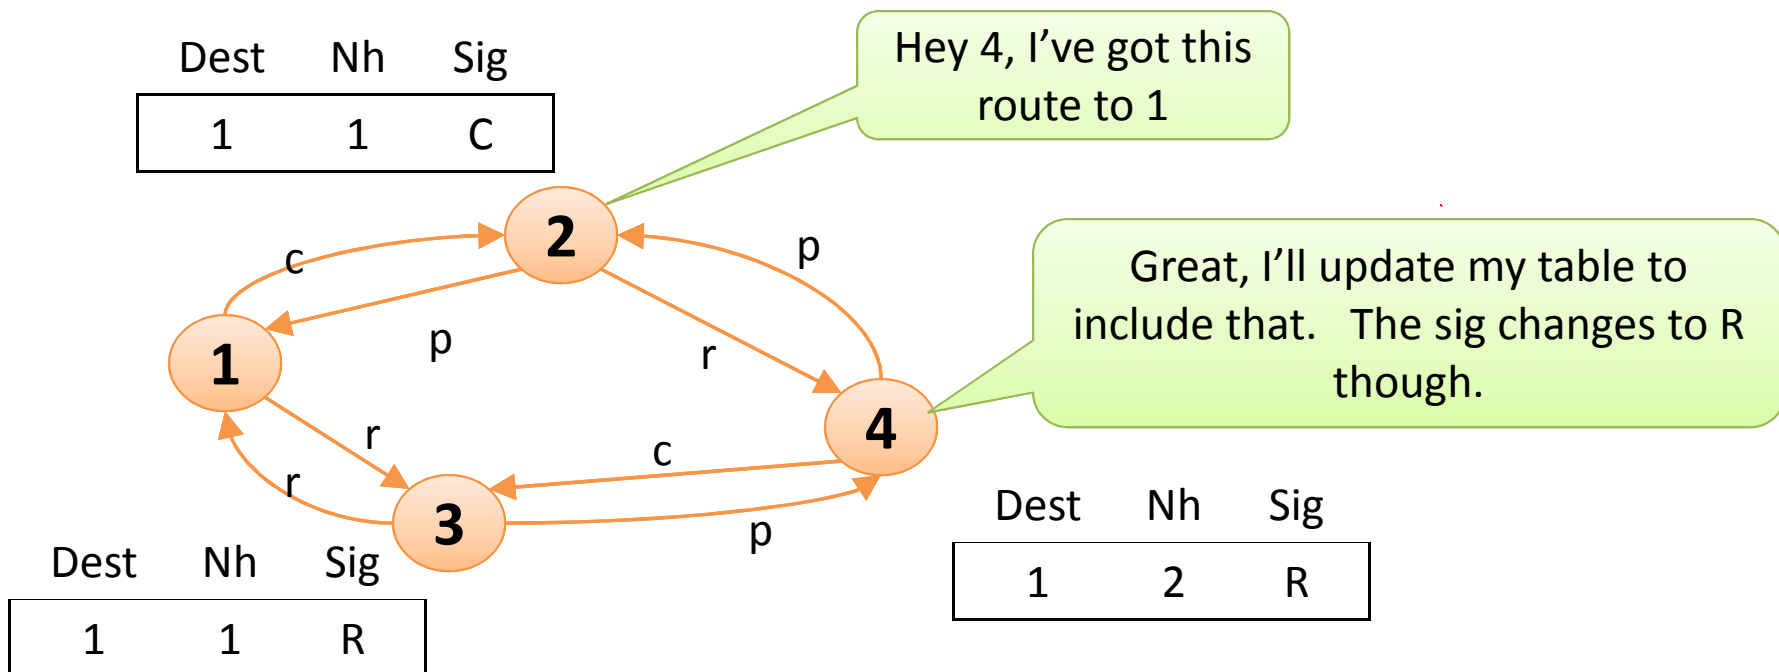 Dest Nh Sig
1 1 C
Hey 4, I’ve got this
route to 1
2
c
p
p
r
Great, I’ll update my table to
include that.   The sig changes to R
though.
1
4
r
r
c
3
p
Dest Nh Sig
1 2 R
Dest Nh Sig
1 1 R